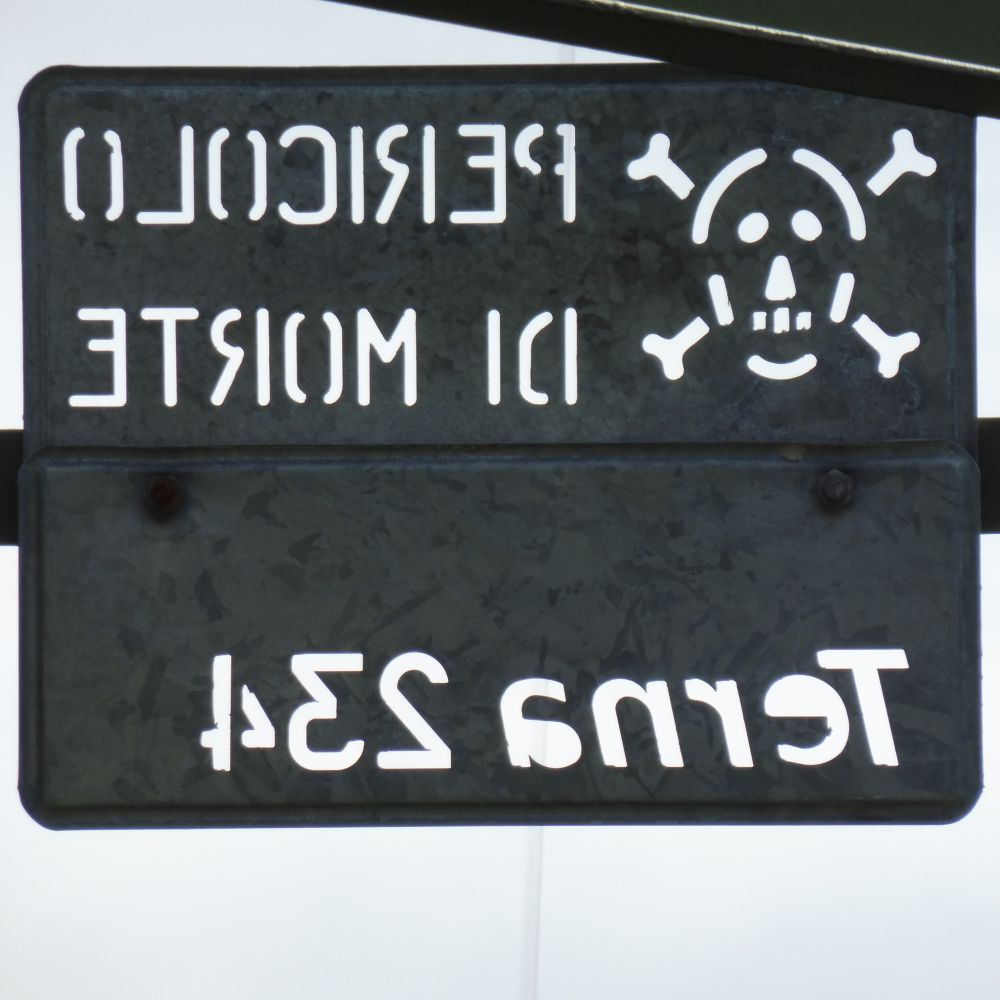 PERICOLO
DI MORTE
Terna 234